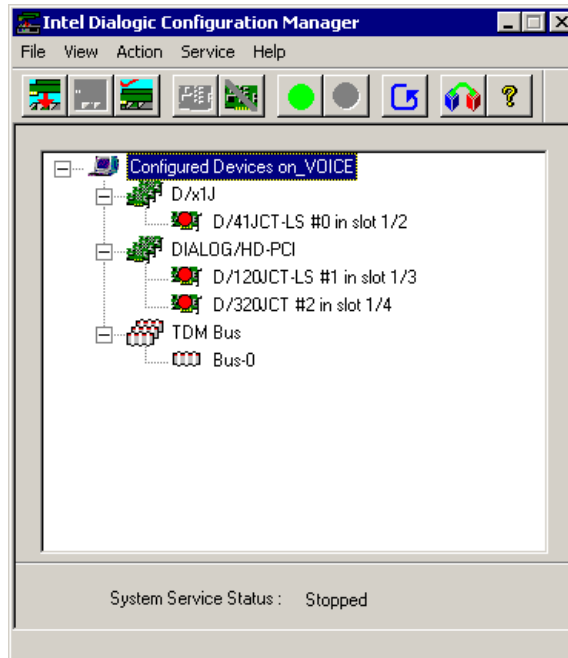 Intel Dialogic Configuration Manager
File View Action Service Help
Configured Devices on_VOICE
D/x1J
D/41JCT-LS #0 in slot 1/2
DIALOG/HD-PCI
D/120JCT-LS #1 in slot 1/3
D/320JCT #2 in slot 1/4
TDM Bus
Bus-0
System Service Status : Stopped